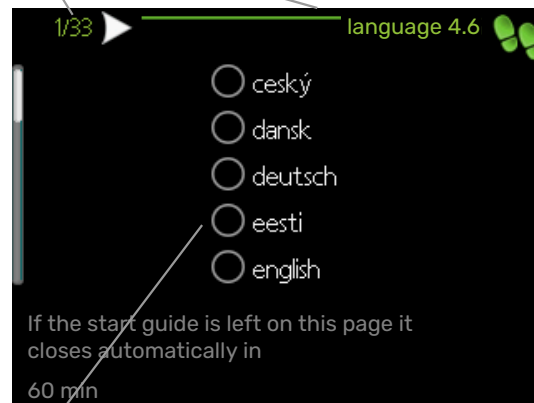 1/33
language 4.6
ceský
dansk
deutsch
eesti
english
If the start guide is left on this page it
closes automatically in
60 min